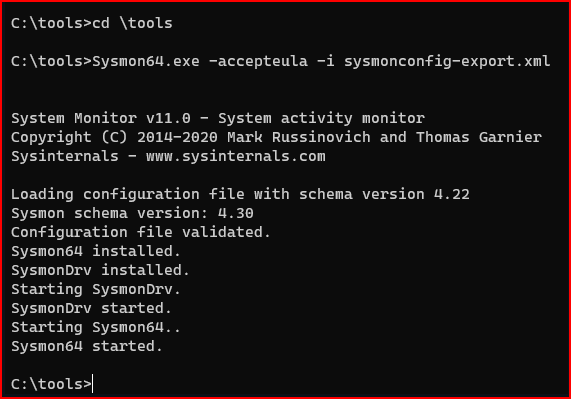 C:\tools>cd \tools
C:\tools>Sysmon64.exe -accepteula -i sysmonconfig-export.xml
System Monitor v11.0 - System activity monitor
Copyright (C) 2014-2020 Mark Russinovich and Thomas Garnier
Sysinternals - www.sysinternals.com
Loading configuration file with schema version 4.22
Sysmon schema version: 4.30
Configuration file validated.
Sysmon64 installed.
SysmonDrv installed.
Starting SysmonDrv.
SysmonDrv started.
Starting Sysmon64..
Sysmon64 started.
C:\tools>